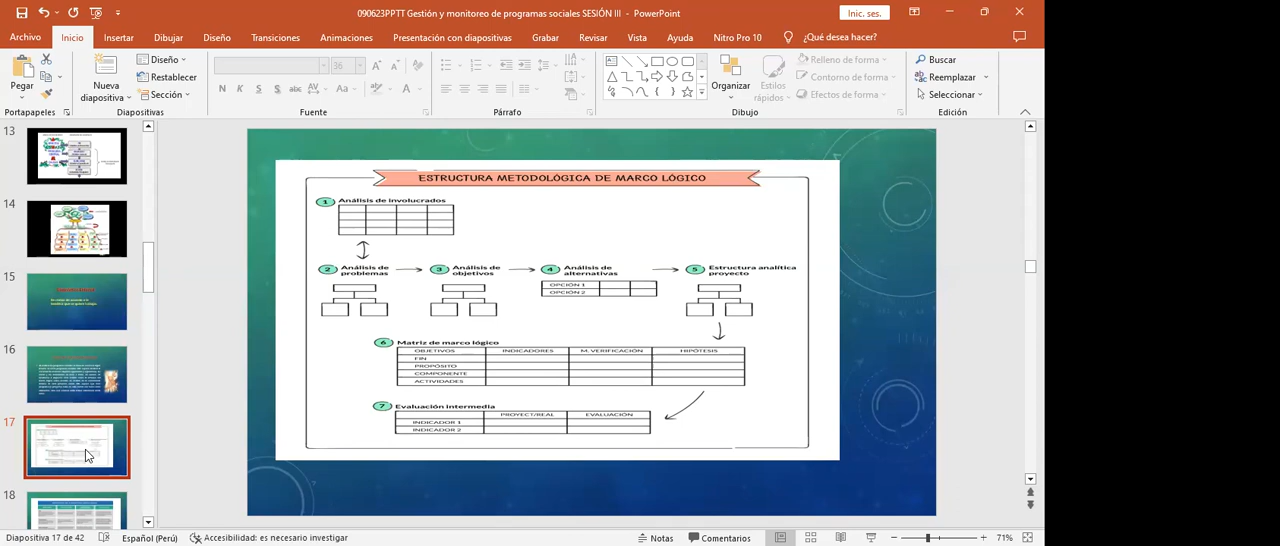 090623PPTT Gestión y monitoreo de programas sociales SESIÓN III – PowerPoint
Inic. ses.
Archivo Inicio Insertar Dibujar Diseño Transiciones Animaciones Presentación con diapositivas Grabar Revisar Vista Ayuda Nitro Pro 10 ¿Qué desea hacer?
Pegar
Nueva diapositiva
Diseño
Restablecer
Sección
36
N K S S abc AV Aa A
Organizar
Estilos rápidos
Relleno de forma
Contorno de forma
Efectos de forma
Buscar
Reemplazar
Seleccionar
Portapapeles Diapositivas Fuente Párrafo Dibujo Edición
13
14
15
16
17
18
ESTRUCTURA METODOLÓGICA DE MARCO LÓGICO
1 Análisis de involucrados
2 Análisis de problemas
3 Análisis de objetivos
4 Análisis de alternativas
OPCIÓN 1
OPCIÓN 2
5 Estructura analítica proyecto
6 Matriz de marco lógico
OBJETIVOS INDICADORES M. VERIFICACIÓN HIPÓTESIS
FIN
PROPÓSITO
COMPONENTE
ACTIVIDADES
7 Evaluación intermedia
PROYECT/REAL EVALUACIÓN
INDICADOR 1
INDICADOR 2
Diapositiva 17 de 42 Español (Perú) Accesibilidad: es necesario investigar Notas Comentarios 71%